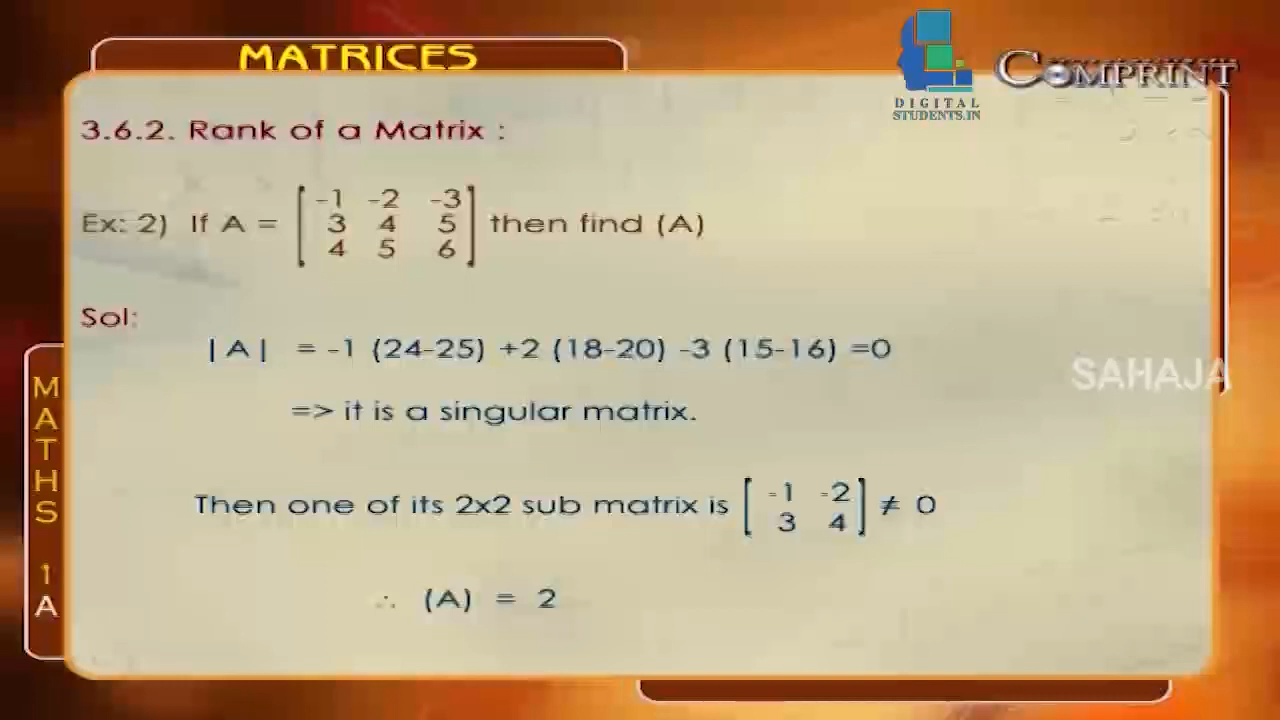 MATRICES
DIGITAL
STUDENTS.IN
COMPRINT
3.6.2. Rank of a Matrix :
Ex: 2) If A = [ -1 -2 -3
3 4 5
4 5 6 ] then find (A)
Sol:
| A | = -1 (24-25) +2 (18-20) -3 (15-16) =0
=> it is a singular matrix.
SAHAJA
Then one of its 2x2 sub matrix is [ -1 -2
3 4 ] ≠ 0
∴ (A) = 2
MATHS 1A